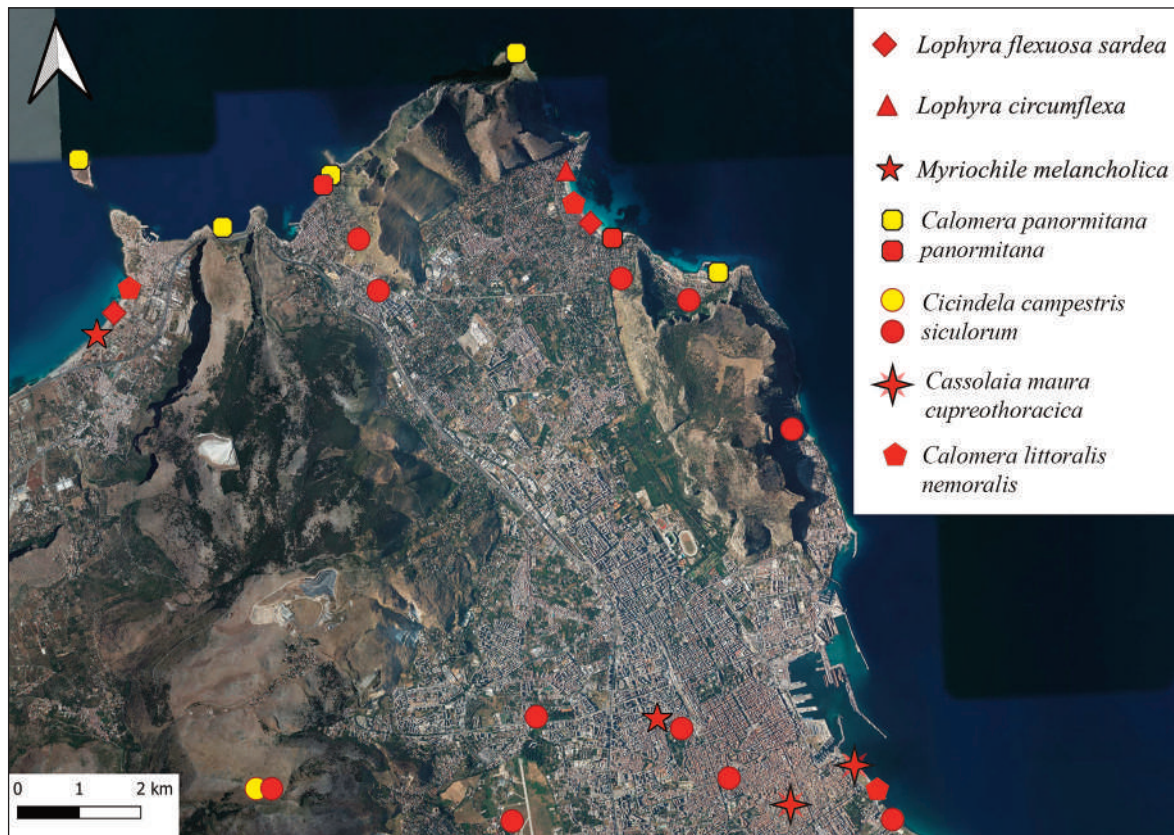 Lophyra flexuosa sardea
Lophyra circumflexa
Myriochile melancholica
Calomera panormitana
panormitana
Cicindela campestris
siculorum
Cassolaia maura
cupreothoracica
Calomera littoralis
nemoralis
0 1 2 km